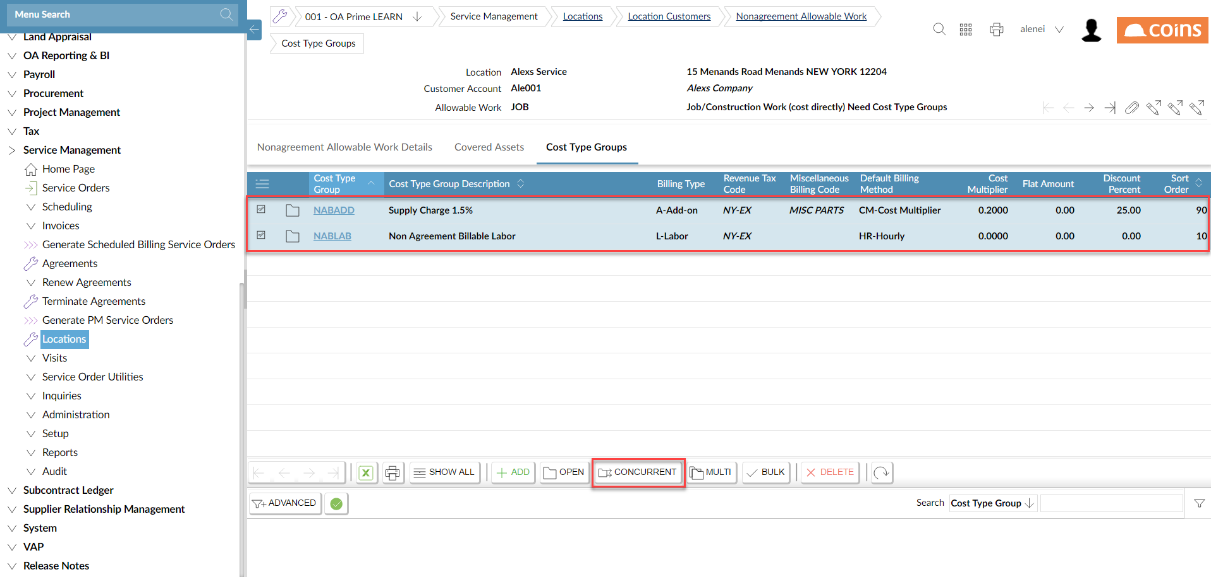 Menu Search
Land Appraisal
OA Reporting & BI
Payroll
Procurement
Project Management
Tax
Service Management
Home Page
Service Orders
Scheduling
Invoices
Generate Scheduled Billing Service Orders
Agreements
Renew Agreements
Terminate Agreements
Generate PM Service Orders
Locations
Visits
Service Order Utilities
Inquiries
Administration
Setup
Reports
Audit
Subcontract Ledger
Supplier Relationship Management
System
VAP
Release Notes
001 - OA Prime LEARN Service Management Locations Location Customers Nonagreement Allowable Work
Cost Type Groups
alenei
coins
Location Alexs Service 15 Menands Road Menands NEW YORK 12204
Customer Account Ale001 Alexs Company
Allowable Work JOB Job/Construction Work (cost directly) Need Cost Type Groups
Nonagreement Allowable Work Details Covered Assets Cost Type Groups
Cost Type Group Cost Type Group Description Billing Type Revenue Tax Code Miscellaneous Billing Code Default Billing Method Cost Multiplier Flat Amount Discount Percent Sort Order
NABADD Supply Charge 1.5% A-Add-on NY-EX MISC PARTS CM-Cost Multiplier 0.2000 0.00 25.00 90
NABLAB Non Agreement Billable Labor L-Labor NY-EX HR-Hourly 0.0000 0.00 0.00 10
SHOW ALL ADD OPEN CONCURRENT MULTI BULK DELETE
ADVANCED Search Cost Type Group